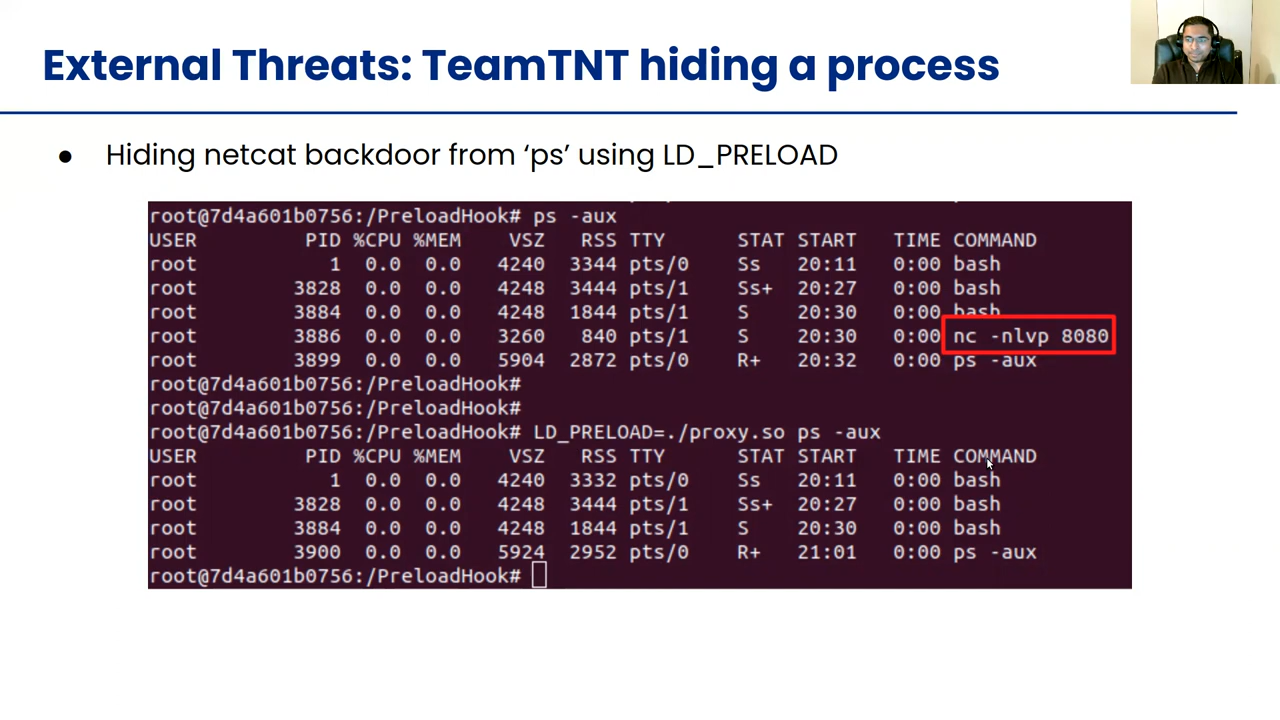 External Threats: TeamTNT hiding a process
● Hiding netcat backdoor from ‘ps’ using LD_PRELOAD
root@7d4a601b0756:/PreloadHook# ps -aux
USER PID %CPU %MEM VSZ RSS TTY STAT START TIME COMMAND
root 1 0.0 0.0 4240 3344 pts/0 Ss 20:11 0:00 bash
root 3828 0.0 0.0 4248 3444 pts/1 Ss+ 20:27 0:00 bash
root 3884 0.0 0.0 4248 1844 pts/1 S 20:30 0:00 bash
root 3886 0.0 0.0 3260 840 pts/1 S 20:30 0:00 nc -nlvp 8080
root 3899 0.0 0.0 5904 2872 pts/0 R+ 20:32 0:00 ps -aux
root@7d4a601b0756:/PreloadHook#
root@7d4a601b0756:/PreloadHook#
root@7d4a601b0756:/PreloadHook# LD_PRELOAD=./proxy.so ps -aux
USER PID %CPU %MEM VSZ RSS TTY STAT START TIME COMMAND
root 1 0.0 0.0 4240 3332 pts/0 Ss 20:11 0:00 bash
root 3828 0.0 0.0 4248 3444 pts/1 Ss+ 20:27 0:00 bash
root 3884 0.0 0.0 4248 1844 pts/1 S 20:30 0:00 bash
root 3900 0.0 0.0 5924 2952 pts/0 R+ 21:01 0:00 ps -aux
root@7d4a601b0756:/PreloadHook#